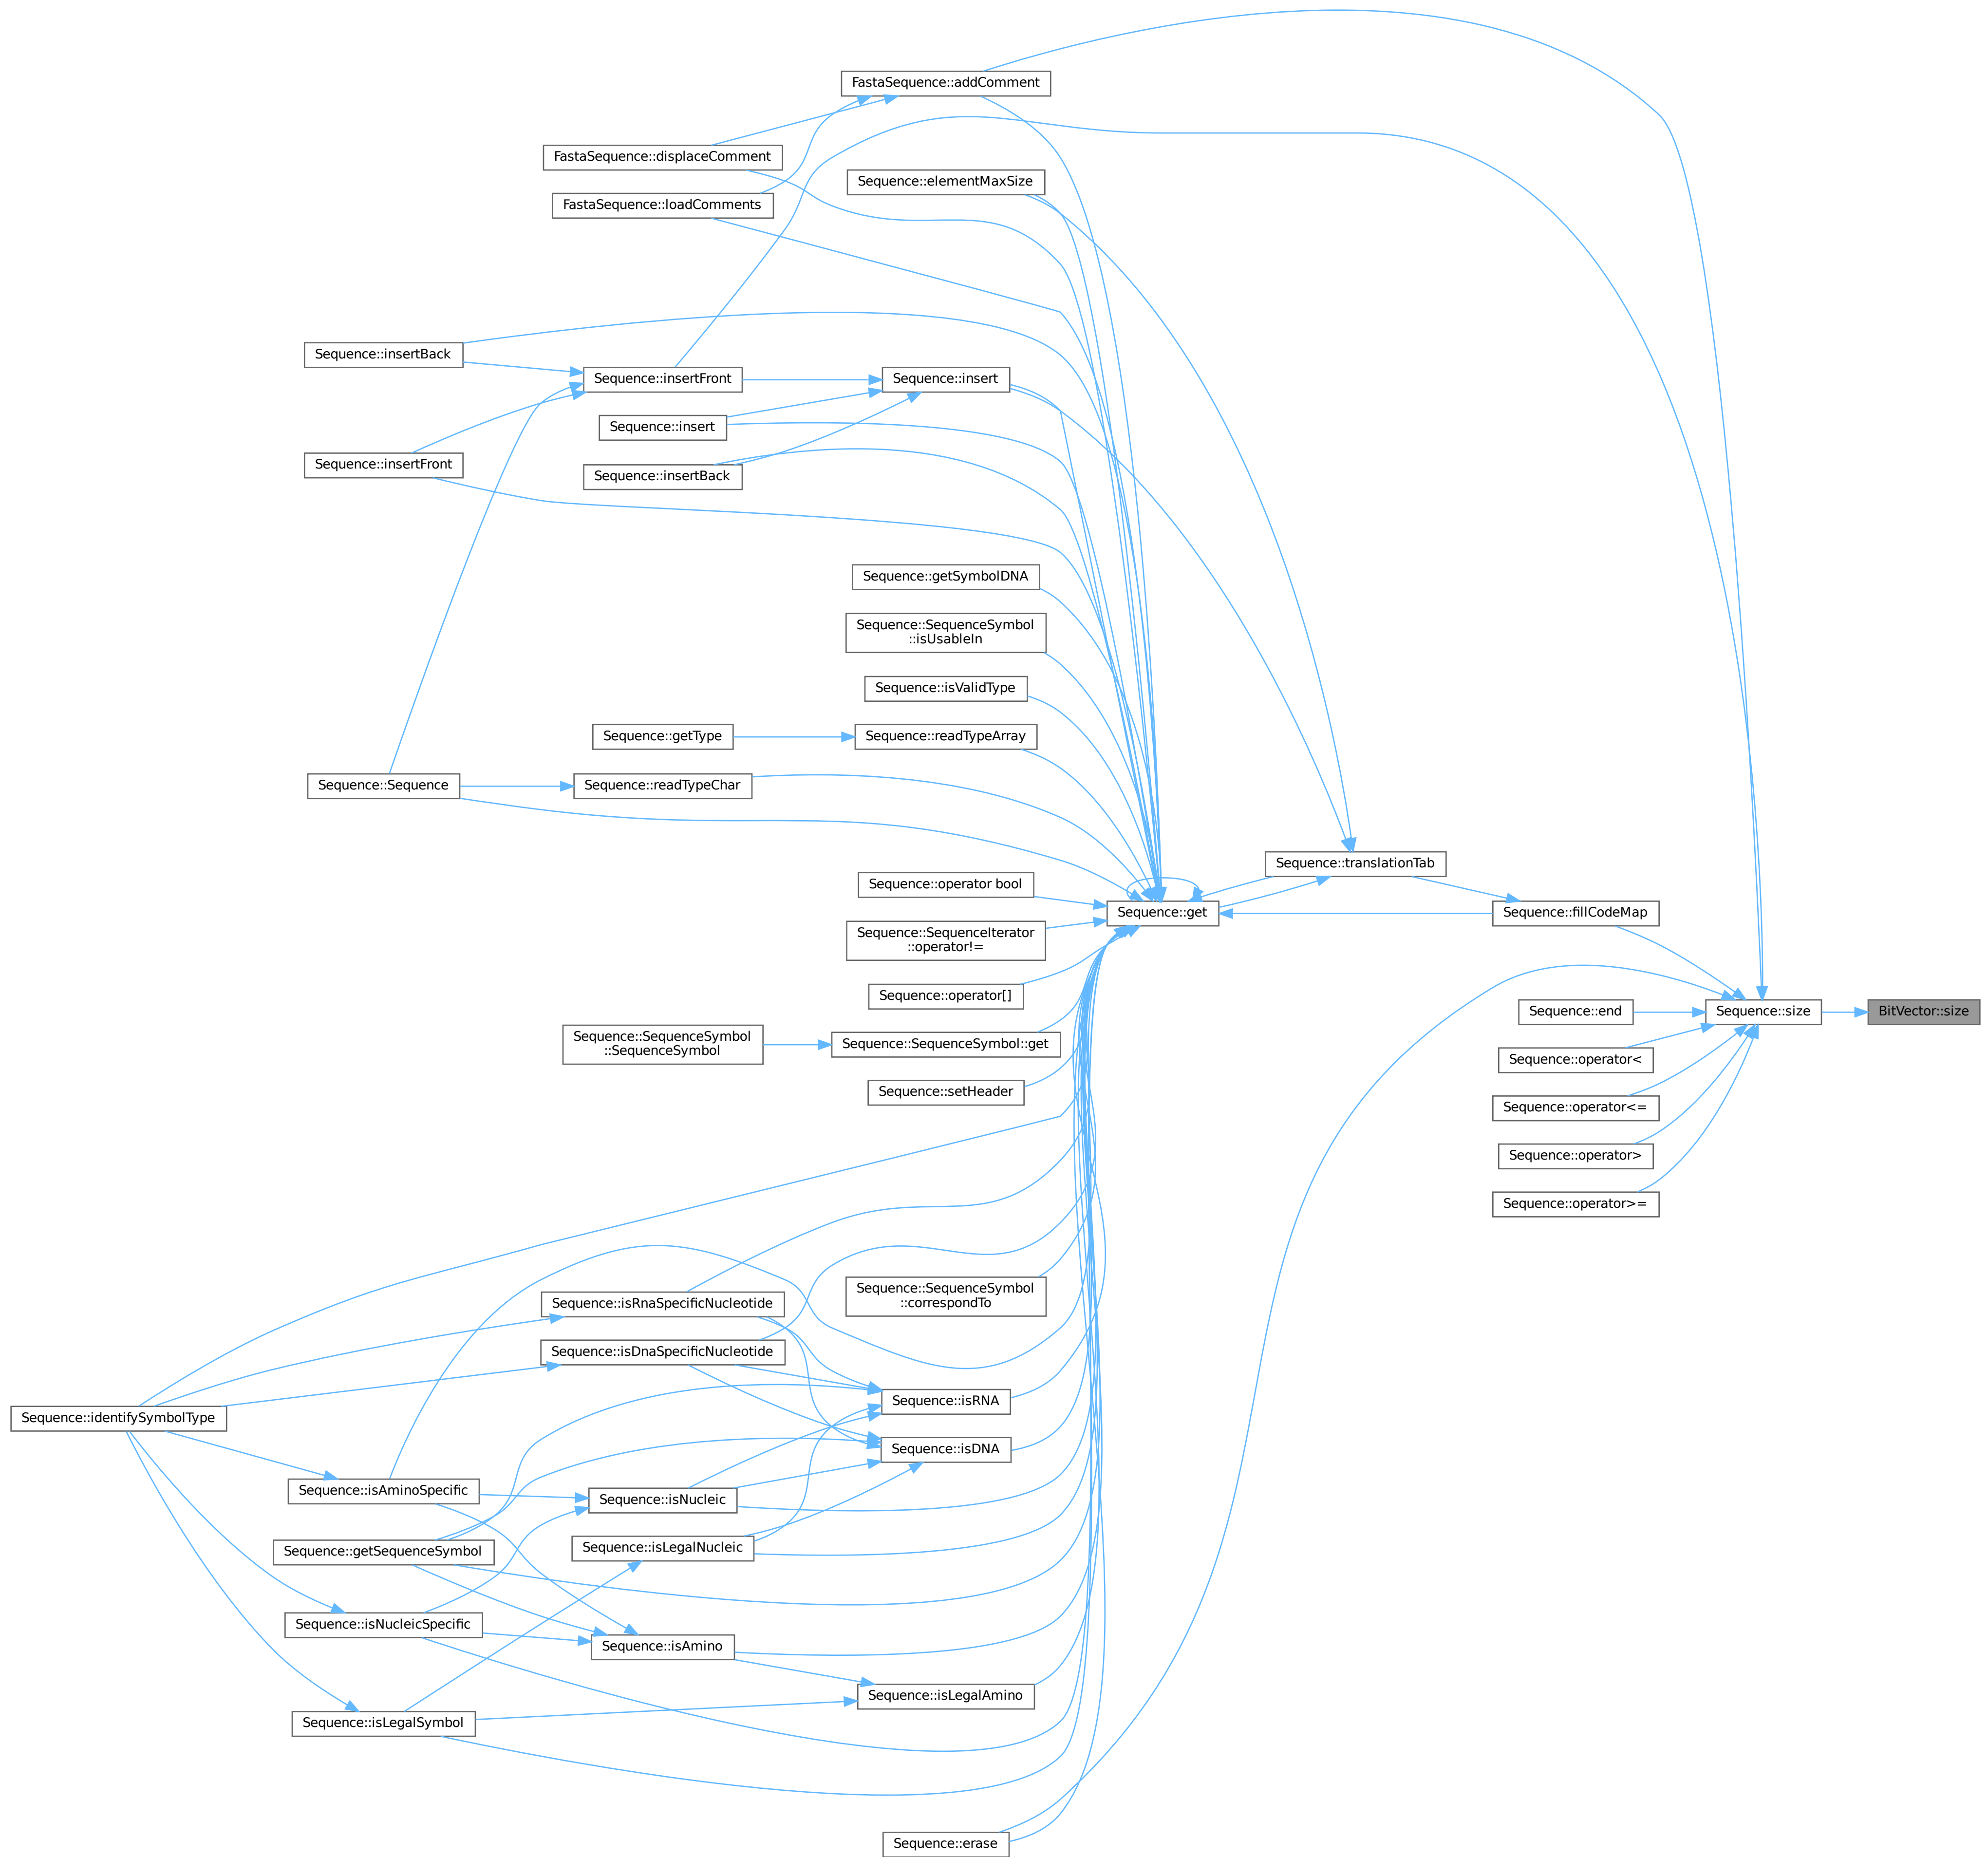 FastaSequence::addComment
FastaSequence::displaceComment
Sequence::elementMaxSize
FastaSequence::loadComments
Sequence::insertBack
Sequence::insertFront
Sequence::insert
Sequence::insert
Sequence::insertFront
Sequence::insertBack
Sequence::getSymbolDNA
Sequence::SequenceSymbol
::isUsableIn
Sequence::isValidType
Sequence::getType
Sequence::readTypeArray
Sequence::Sequence
Sequence::readTypeChar
Sequence::translationTab
Sequence::operator bool
Sequence::get
Sequence::fillCodeMap
Sequence::SequenceIterator
::operator!=
Sequence::operator[]
Sequence::end
Sequence::size
BitVector::size
Sequence::SequenceSymbol
::SequenceSymbol
Sequence::SequenceSymbol::get
Sequence::operator<
Sequence::setHeader
Sequence::operator<=
Sequence::operator>
Sequence::operator>=
Sequence::SequenceSymbol
::correspondTo
Sequence::isRnaSpecificNucleotide
Sequence::isDnaSpecificNucleotide
Sequence::isRNA
Sequence::identifySymbolType
Sequence::isDNA
Sequence::isAminoSpecific
Sequence::isNucleic
Sequence::getSequenceSymbol
Sequence::isLegalNucleic
Sequence::isNucleicSpecific
Sequence::isAmino
Sequence::isLegalAmino
Sequence::isLegalSymbol
Sequence::erase